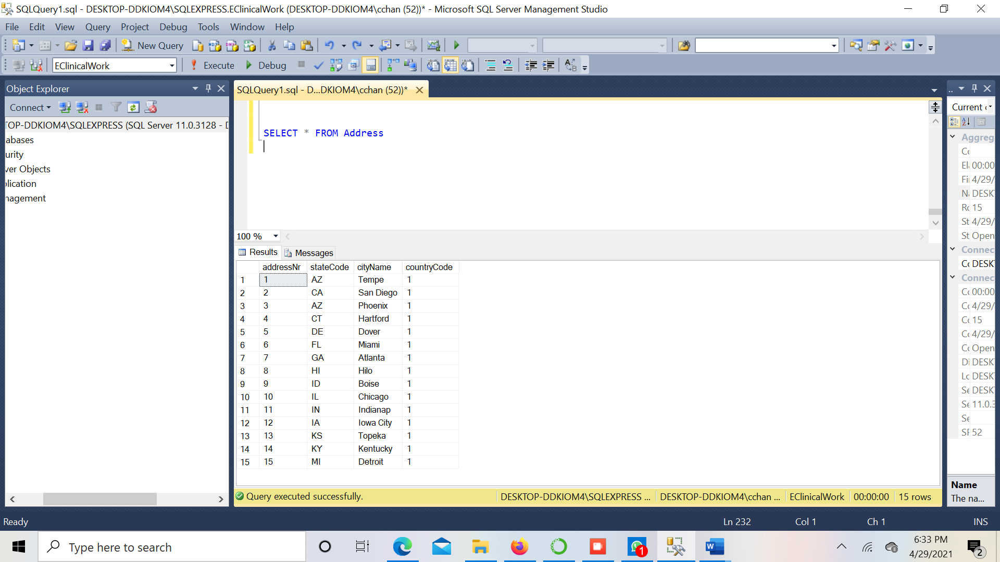 SQLQuery1.sql - DESKTOP-DDKIOM4\SQLEXPRESS.EClinicalWork (DESKTOP-DDKIOM4\cchan (52))* - Microsoft SQL Server Management Studio
File Edit View Query Project Debug Tools Window Help
New Query
EClinicalWork Execute Debug
Object Explorer
Connect
TOP-DDKIOM4\SQLEXPRESS (SQL Server 11.0.3128 - D
abases
urity
ver Objects
lication
nagement
SQLQuery1.sql - D...DKIOM4\cchan (52))*
SELECT * FROM Address
100 %
Results Messages
addressNr stateCode cityName countryCode
1 1 AZ Tempe 1
2 2 CA San Diego 1
3 3 AZ Phoenix 1
4 4 CT Hartford 1
5 5 DE Dover 1
6 6 FL Miami 1
7 7 GA Atlanta 1
8 8 HI Hilo 1
9 9 ID Boise 1
10 10 IL Chicago 1
11 11 IN Indianap 1
12 12 IA Iowa City 1
13 13 KS Topeka 1
14 14 KY Kentucky 1
15 15 MI Detroit 1
Query executed successfully. DESKTOP-DDKIOM4\SQLEXPRESS ... DESKTOP-DDKIOM4\cchan ... EClinicalWork 00:00:00 15 rows
..
Current
Aggreg
Co
El 00:00
Fi 4/29/
Na DESK
Ro 15
St 4/29/
St Open
Connec
Co DESK
Connec
Co 00:00
Co 4/29/
Co 15
Co 4/29/
Co Open
Di DESK
Lo DESK
Se DESK
Se 11.0.3
Se
SP 52
Name
The na...
Ready Ln 232 Col 1 Ch 1 INS
Type here to search
1
6:33 PM
4/29/2021
2